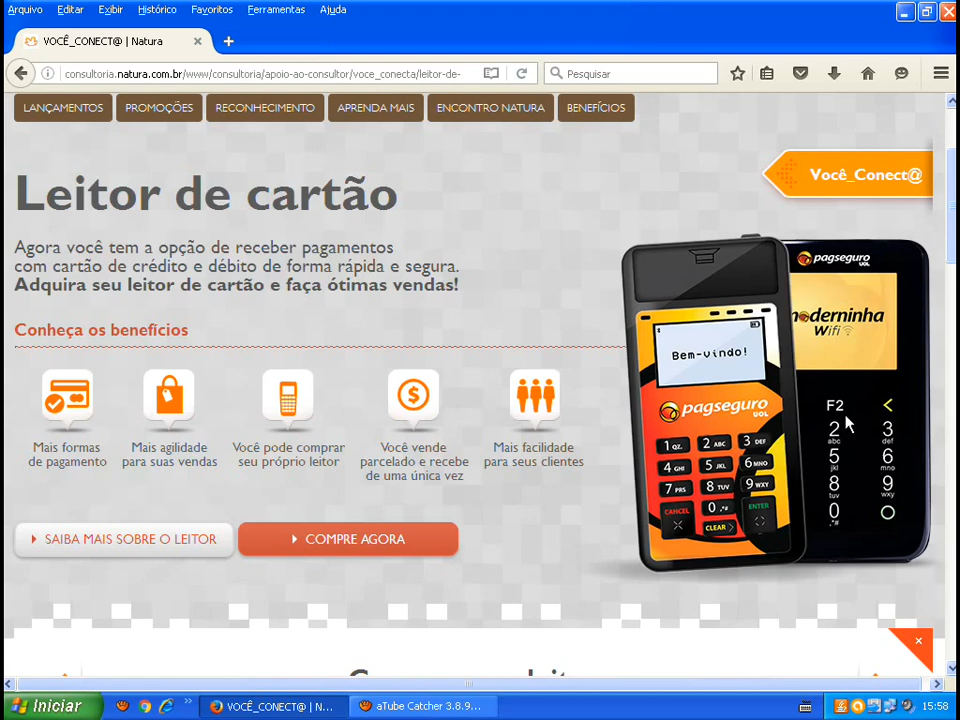 Arquivo Editar Exibir Histórico Favoritos Ferramentas Ajuda
VOCÊ_CONECT@ | Natura
consultoria.natura.com.br/www/consultoria/apoio-ao-consultor/voce_conecta/leitor-de-
Pesquisar
LANÇAMENTOS PROMOÇÕES RECONHECIMENTO APRENDA MAIS ENCONTRO NATURA BENEFÍCIOS
Você_Conect@
Leitor de cartão
Agora você tem a opção de receber pagamentos
com cartão de crédito e débito de forma rápida e segura.
Adquira seu leitor de cartão e faça ótimas vendas!
Conheça os benefícios
Mais formas
de pagamento
Mais agilidade
para suas vendas
Você pode comprar
seu próprio leitor
Você vende
parcelado e recebe
de uma única vez
Mais facilidade
para seus clientes
SAIBA MAIS SOBRE O LEITOR
COMPRE AGORA
Bem-vindo!
pagseguro
UOL
1 QZ. 2 ABC 3 DEF
4 GHI 5 JKL 6 MNO
7 PRS 8 TUV 9 WXY
CANCEL 0 ,.*# ENTER
CLEAR
pagseguro
UOL
moderninha
Wifi
F2 <
2 abc 3 def
5 jkl 6 mno
8 tuv 9 wxy
0 ,.*
Iniciar
VOCÊ_CONECT@ | N...
aTube Catcher 3.8.9...
15:58